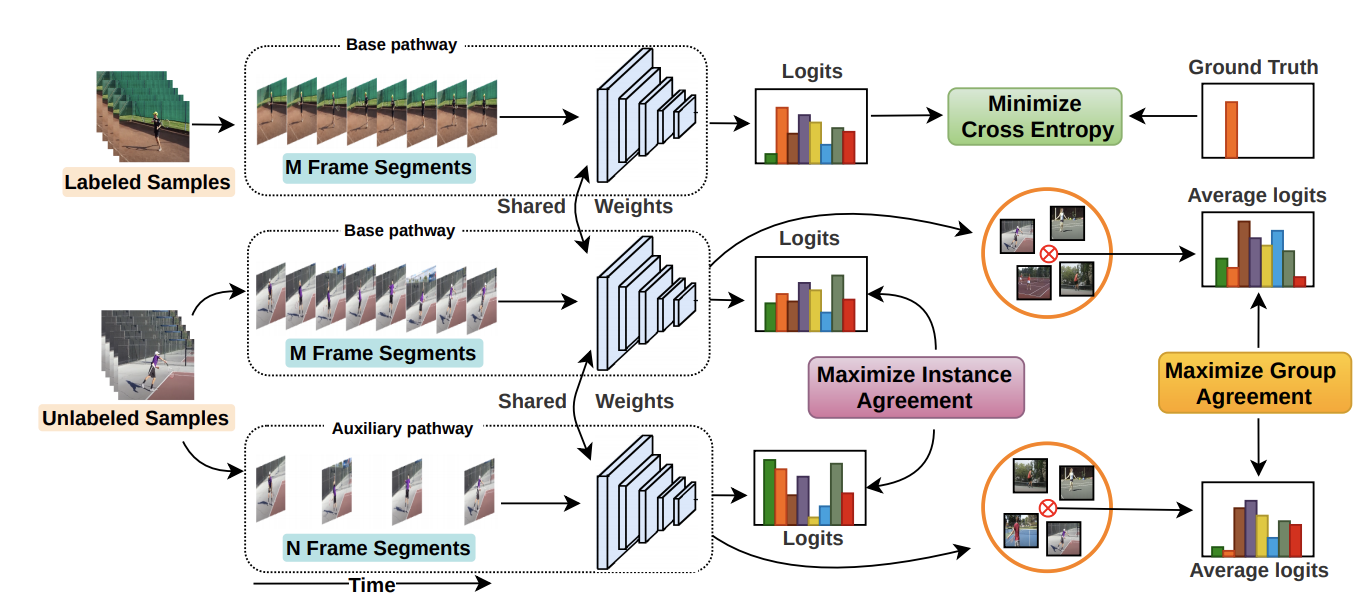 Base pathway
Labeled Samples
M Frame Segments
Logits
Minimize
Cross Entropy
Ground Truth
Shared Weights
Base pathway
Unlabeled Samples
M Frame Segments
Logits
Average logits
Maximize Instance
Agreement
Maximize Group
Agreement
Shared Weights
Auxiliary pathway
N Frame Segments
Logits
Average logits
Time